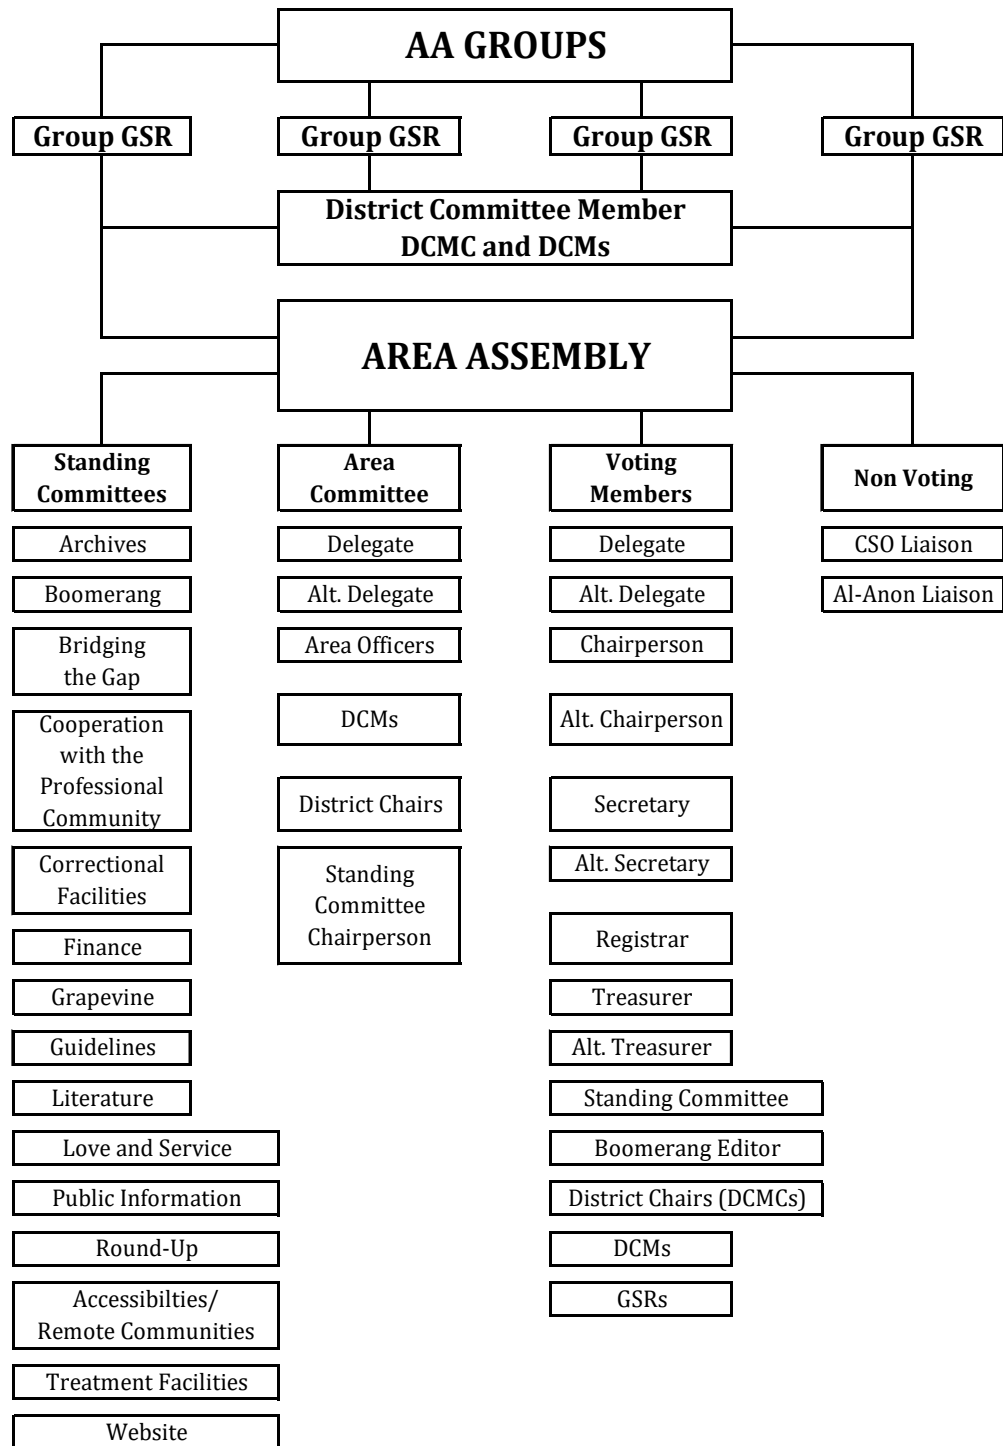 AA GROUPS
Group GSR
Group GSR
Group GSR
Group GSR
District Committee Member
DCMC and DCMs
AREA ASSEMBLY
Standing
Committees
Archives
Boomerang
Bridging
the Gap
Cooperation
with the
Professional
Community
Correctional
Facilities
Finance
Grapevine
Guidelines
Literature
Love and Service
Public Information
Round-Up
Accessibilties/
Remote Communities
Treatment Facilities
Website
Area
Committee
Delegate
Alt. Delegate
Area Officers
DCMs
District Chairs
Standing
Committee
Chairperson
Voting
Members
Delegate
Alt. Delegate
Chairperson
Alt. Chairperson
Secretary
Alt. Secretary
Registrar
Treasurer
Alt. Treasurer
Standing Committee
Boomerang Editor
District Chairs (DCMCs)
DCMs
GSRs
Non Voting
CSO Liaison
Al-Anon Liaison